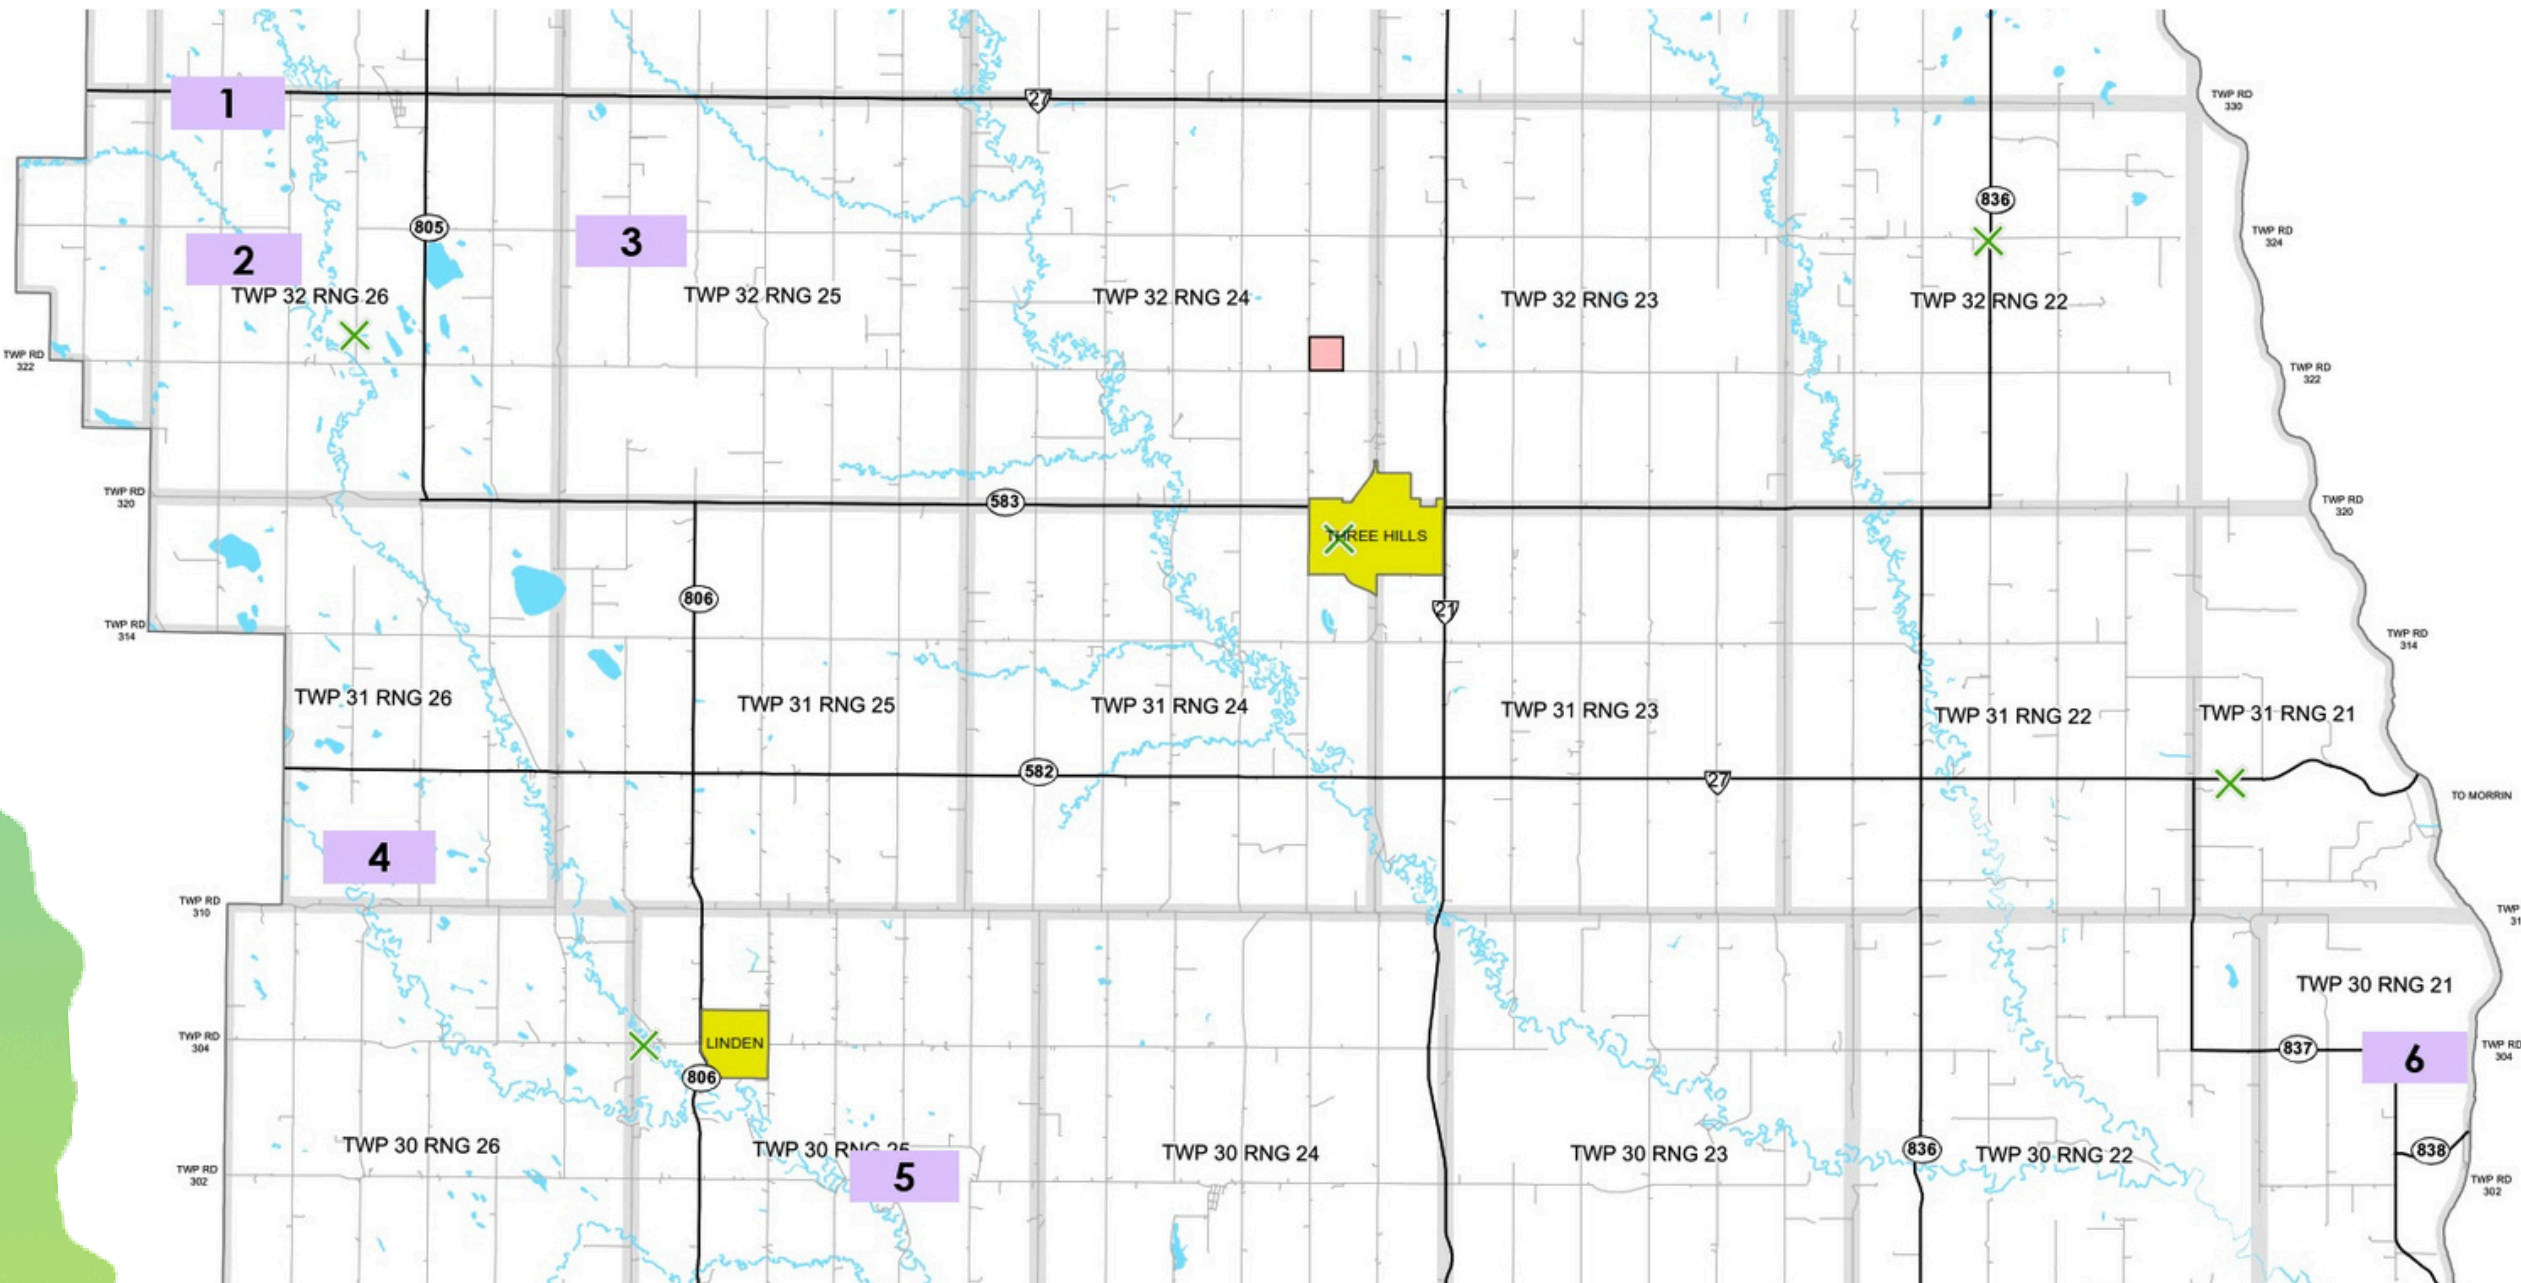 1
27
TWP RD
330
836
805
2
3
TWP RD
324
TWP 32 RNG 26
TWP 32 RNG 25
TWP 32 RNG 24
TWP 32 RNG 23
TWP 32 RNG 22
TWP RD
322
TWP RD
322
TWP RD
320
583
TWP RD
320
THREE HILLS
806
21
TWP RD
314
TWP RD
314
TWP 31 RNG 26
TWP 31 RNG 25
TWP 31 RNG 24
TWP 31 RNG 23
TWP 31 RNG 22
TWP 31 RNG 21
582
27
TO MORRIN
4
TWP RD
310
TWP
31
TWP 30 RNG 21
TWP RD
304
LINDEN
837
6
TWP RD
304
806
TWP 30 RNG 26
TWP 30 RNG 25
TWP 30 RNG 24
TWP 30 RNG 23
836
TWP 30 RNG 22
838
TWP RD
302
5
TWP RD
302